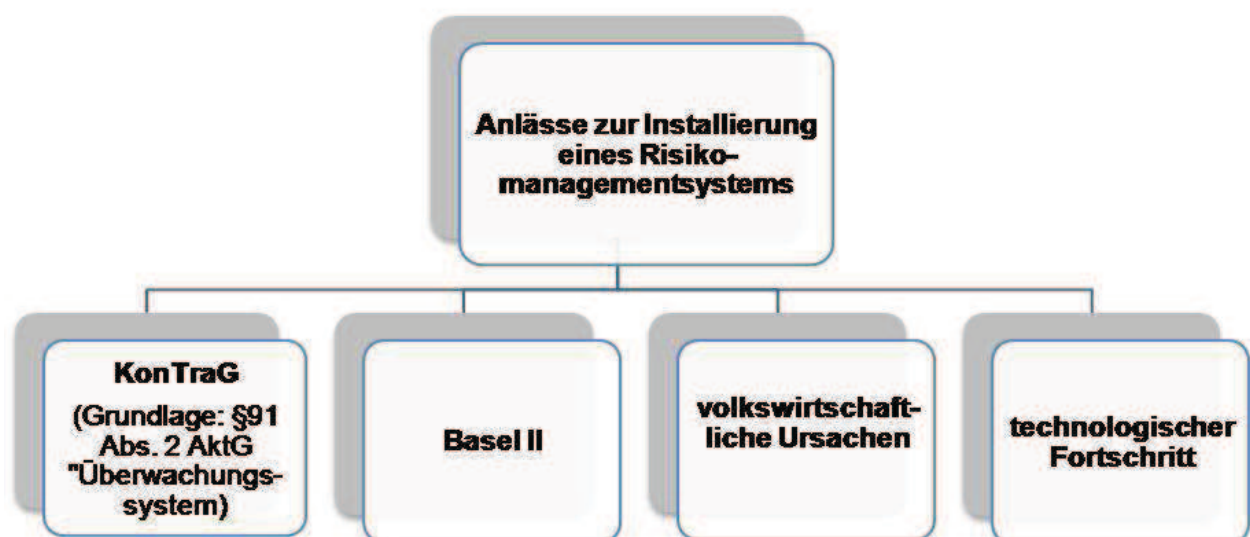 Anlässe zur Installierung
eines Risiko-
managementsystems
KonTraG
(Grundlage: §91
Abs. 2 AktG
"Überwachungs-
system)
Basel II
volkswirtschaft-
liche Ursachen
technologischer
Fortschritt